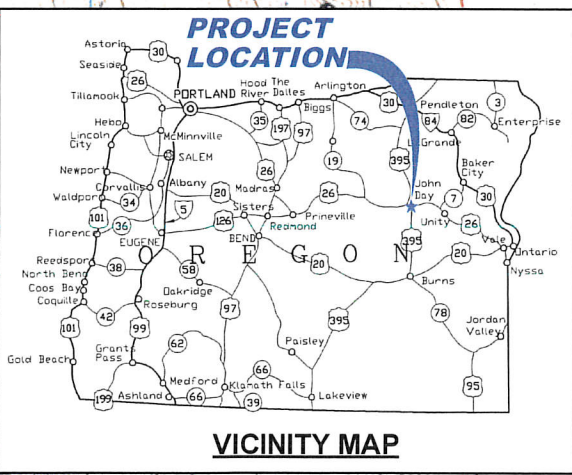 PROJECT
LOCATION
Astoria
30
Seaside
26
Tillamook
PORTLAND
Hood
River
The
Dalles
Biggs
Arlington
30
Pendleton
3
84
82
Enterprise
Hebo
McMinnville
35
197
97
74
LaGrande
Lincoln
City
SALEM
19
395
Baker
City
Newport
Corvallis
Albany
26
Madras
26
John
Day
7
30
Waldport
34
20
Sisters
Prineville
Unity
26
101
36
5
126
Redmond
Florence
EUGENE
BEND
395
Vale
Ontario
OREGON
20
20
Nyssa
Reedsport
38
58
North Bend
Coos Bay
Oakridge
Burns
Coquille
Roseburg
97
395
78
42
Jordan
Valley
101
99
62
Paisley
Gold Beach
Grants
Pass
Medford
66
Klamath Falls
95
199
Ashland
66
39
Lakeview
VICINITY MAP